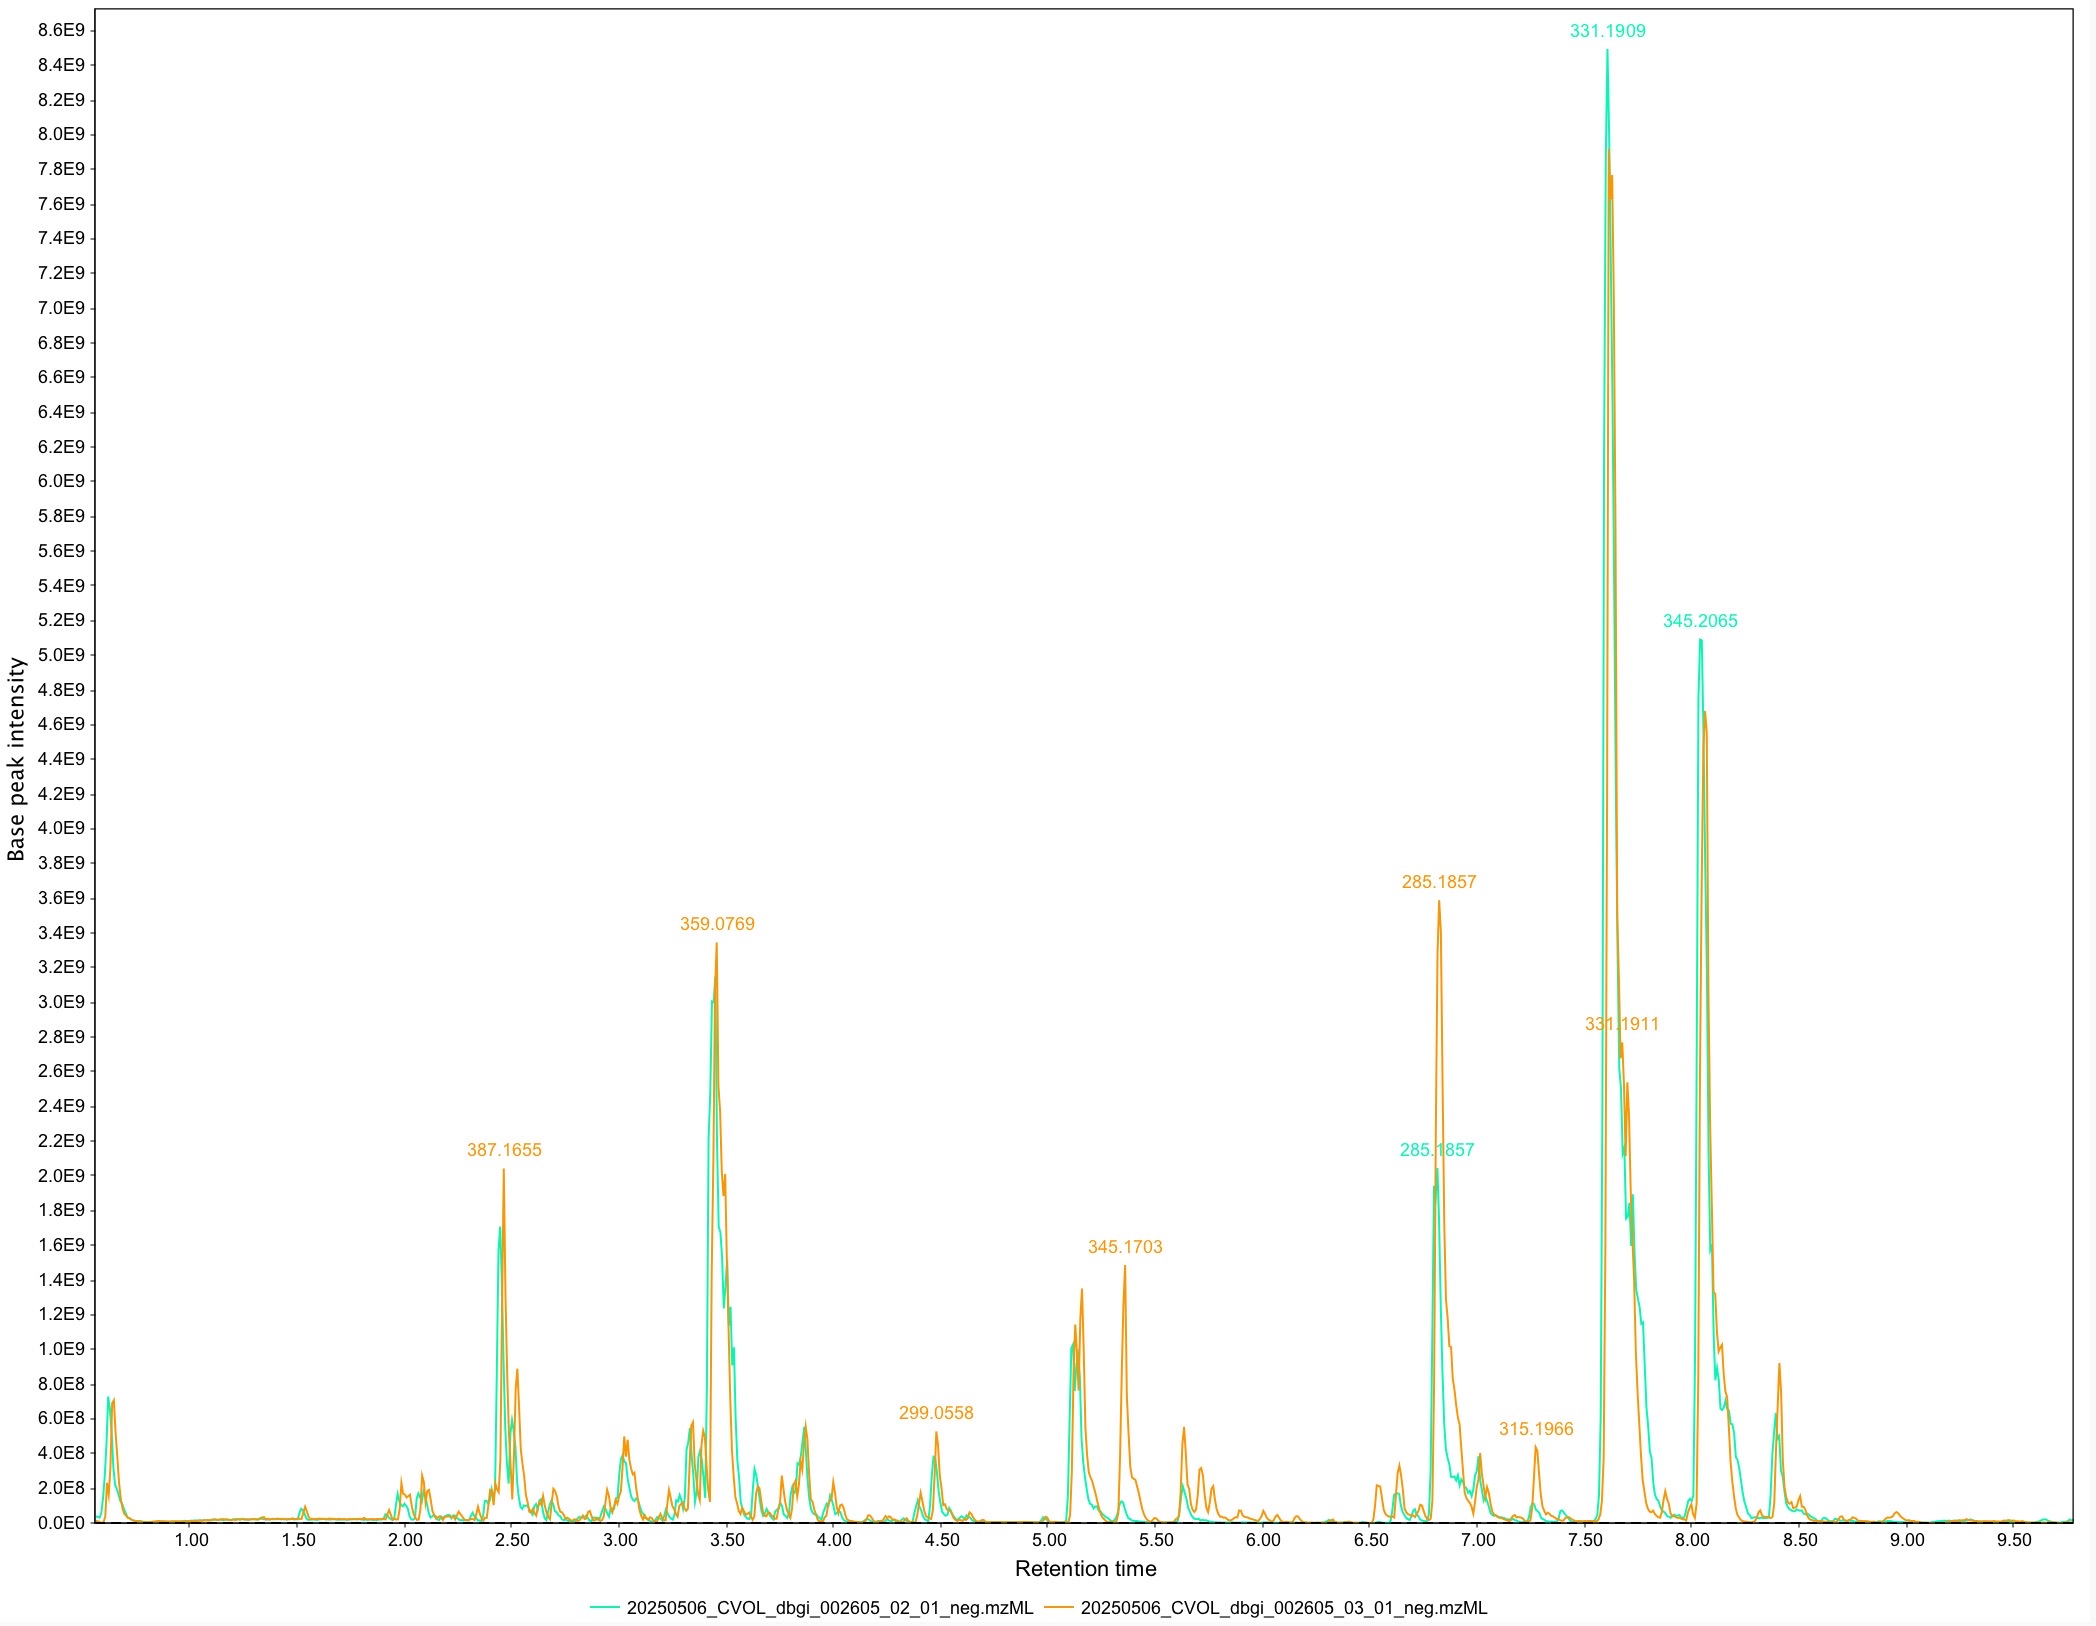 331.1909
8.6E9
8.4E9
8.2E9
8.0E9
7.8E9
7.6E9
7.4E9
7.2E9
7.0E9
6.8E9
6.6E9
6.4E9
6.2E9
6.0E9
5.8E9
5.6E9
5.4E9
5.2E9
345.2065
5.0E9
4.8E9
4.6E9
4.4E9
4.2E9
4.0E9
3.8E9
3.6E9
285.1857
3.4E9
359.0769
3.2E9
3.0E9
2.8E9
331.1911
2.6E9
2.4E9
2.2E9
387.1655
285.1857
2.0E9
1.8E9
1.6E9
345.1703
1.4E9
1.2E9
1.0E9
8.0E8
6.0E8
299.0558
315.1966
4.0E8
2.0E8
0.0E0
Base peak intensity
1.00 1.50 2.00 2.50 3.00 3.50 4.00 4.50 5.00 5.50 6.00 6.50 7.00 7.50 8.00 8.50 9.00 9.50
Retention time
20250506_CVOL_dbgi_002605_02_01_neg.mzML 20250506_CVOL_dbgi_002605_03_01_neg.mzML